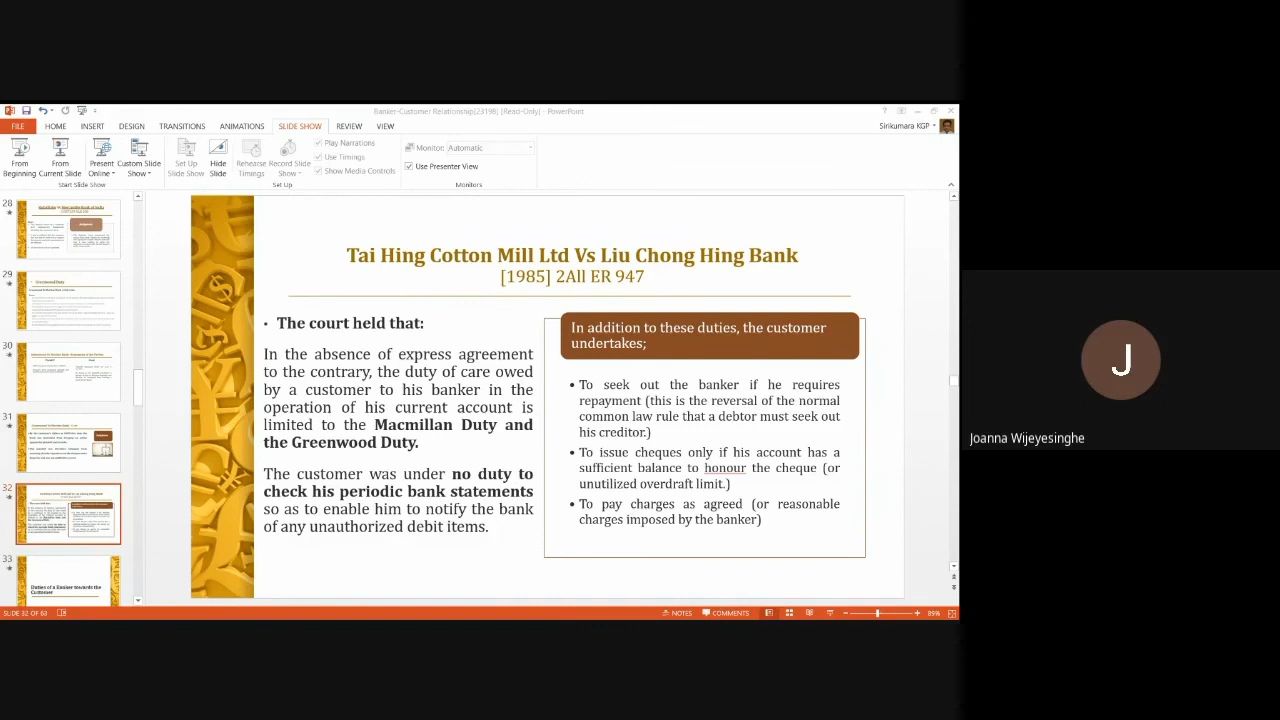 Banker-Customer Relationship[23198] [Read-Only] - PowerPoint
FILE HOME INSERT DESIGN TRANSITIONS ANIMATIONS SLIDE SHOW REVIEW VIEW
Sirikumara KGP
From Beginning
From Current Slide
Present Online
Custom Slide Show
Set Up Slide Show
Hide Slide
Rehearse Timings
Record Slide Show
Play Narrations
Use Timings
Show Media Controls
Monitor: Automatic
Use Presenter View
Start Slide Show
Set Up
Monitors
28
29
Greenwood Duty
30
31
32
33
Duties of a Banker towards the
Customer
Tai Hing Cotton Mill Ltd Vs Liu Chong Hing Bank
[1985] 2All ER 947
• The court held that:
In the absence of express agreement
to the contrary, the duty of care owed
by a customer to his banker in the
operation of his current account is
limited to the Macmillan Duty and
the Greenwood Duty.
The customer was under no duty to
check his periodic bank statements
so as to enable him to notify the bank
of any unauthorized debit items.
In addition to these duties, the customer
undertakes;
• To seek out the banker if he requires
repayment (this is the reversal of the normal
common law rule that a debtor must seek out
his creditor.)
• To issue cheques only if his account has a
sufficient balance to honour the cheque (or
unutilized overdraft limit.)
• To pay charges as agreed or reasonable
charges imposed by the banker)
J
Joanna Wijeyesinghe
SLIDE 32 OF 63
NOTES COMMENTS
89%